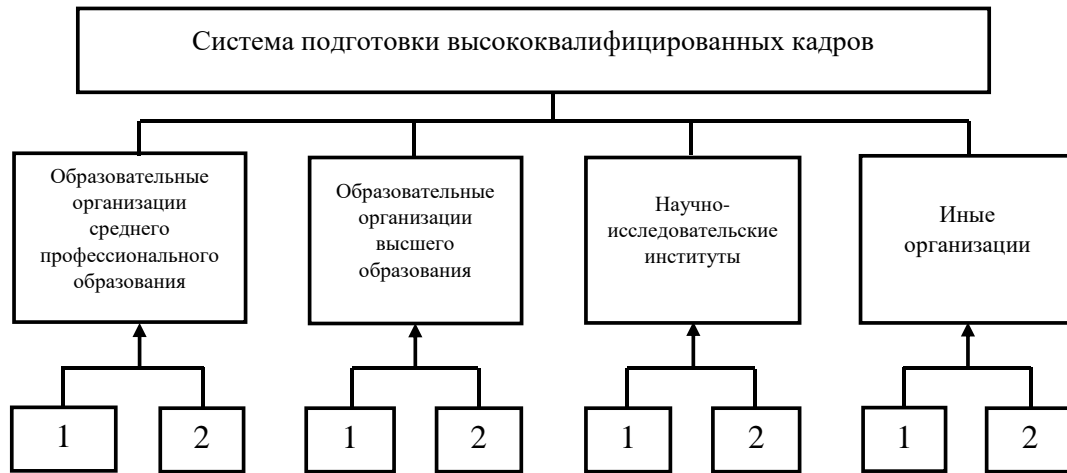 Система подготовки высококвалифицированных кадров
Образовательные
организации
среднего
профессионального
образования
Образовательные
организации
высшего
образования
Научно-
исследовательские
институты
Иные
организации
1
2
1
2
1
2
1
2